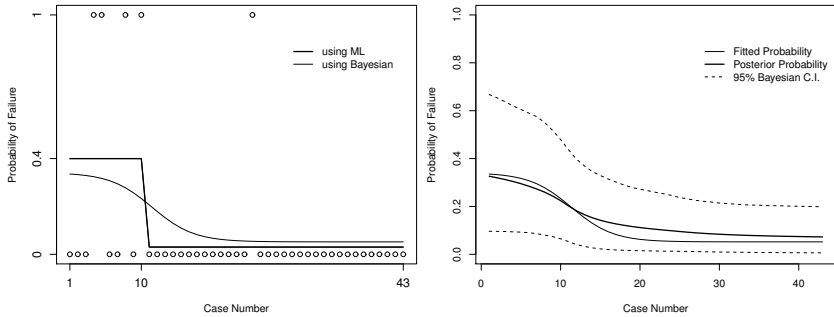 1
0.4
0
Probability of Failure
using ML
using Bayesian
1
10
43
Case Number
1.0
0.8
0.6
0.4
0.2
0.0
Probability of Failure
Fitted Probability
Posterior Probability
95% Bayesian C.I.
0
10
20
30
40
Case Number